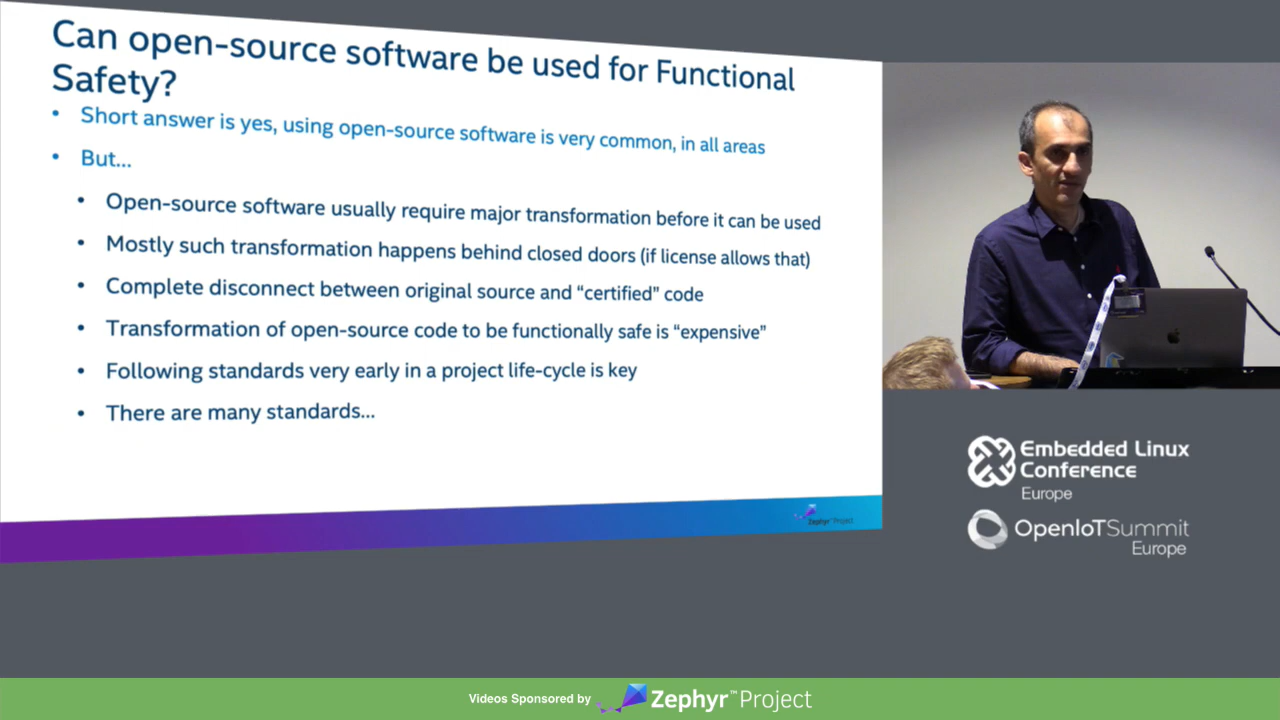 Can open-source software be used for Functional
Safety?
• Short answer is yes, using open-source software is very common, in all areas
• But...
• Open-source software usually require major transformation before it can be used
• Mostly such transformation happens behind closed doors (if license allows that)
• Complete disconnect between original source and “certified” code
• Transformation of open-source code to be functionally safe is “expensive”
• Following standards very early in a project life-cycle is key
• There are many standards...
Zephyr™Project
Embedded Linux
Conference
Europe
OpenIoTSummit
Europe
Videos Sponsored by Zephyr™Project